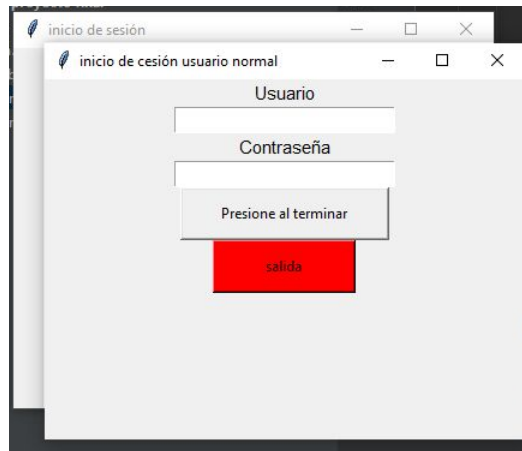 inicio de sesión
inicio de cesión usuario normal
Usuario
Contraseña
Presione al terminar
salida